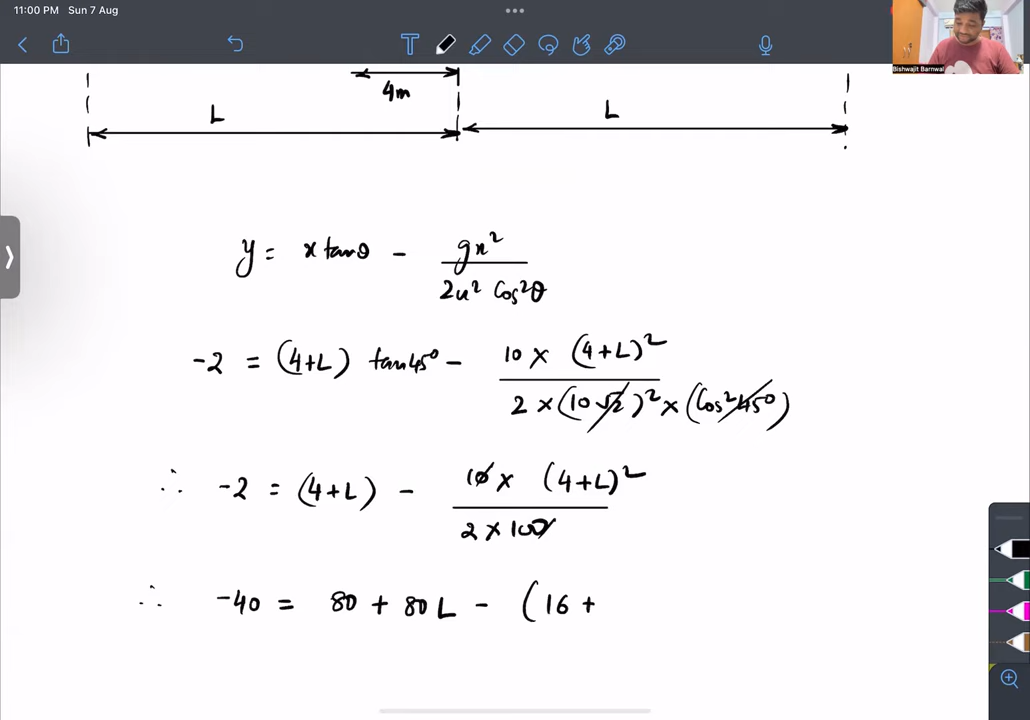 11:00 PM Sun 7 Aug
Bishwajit Barnwal
4m
L
L
y = x tanθ - gx² / 2u² Cos²θ
-2 = (4+L) tan45° - 10 × (4+L)² / 2 × (10√2)² × (Cos²45°)
∴ -2 = (4+L) - 10 × (4+L)² / 2 × 100
∴ -40 = 80 + 80L - (16 +